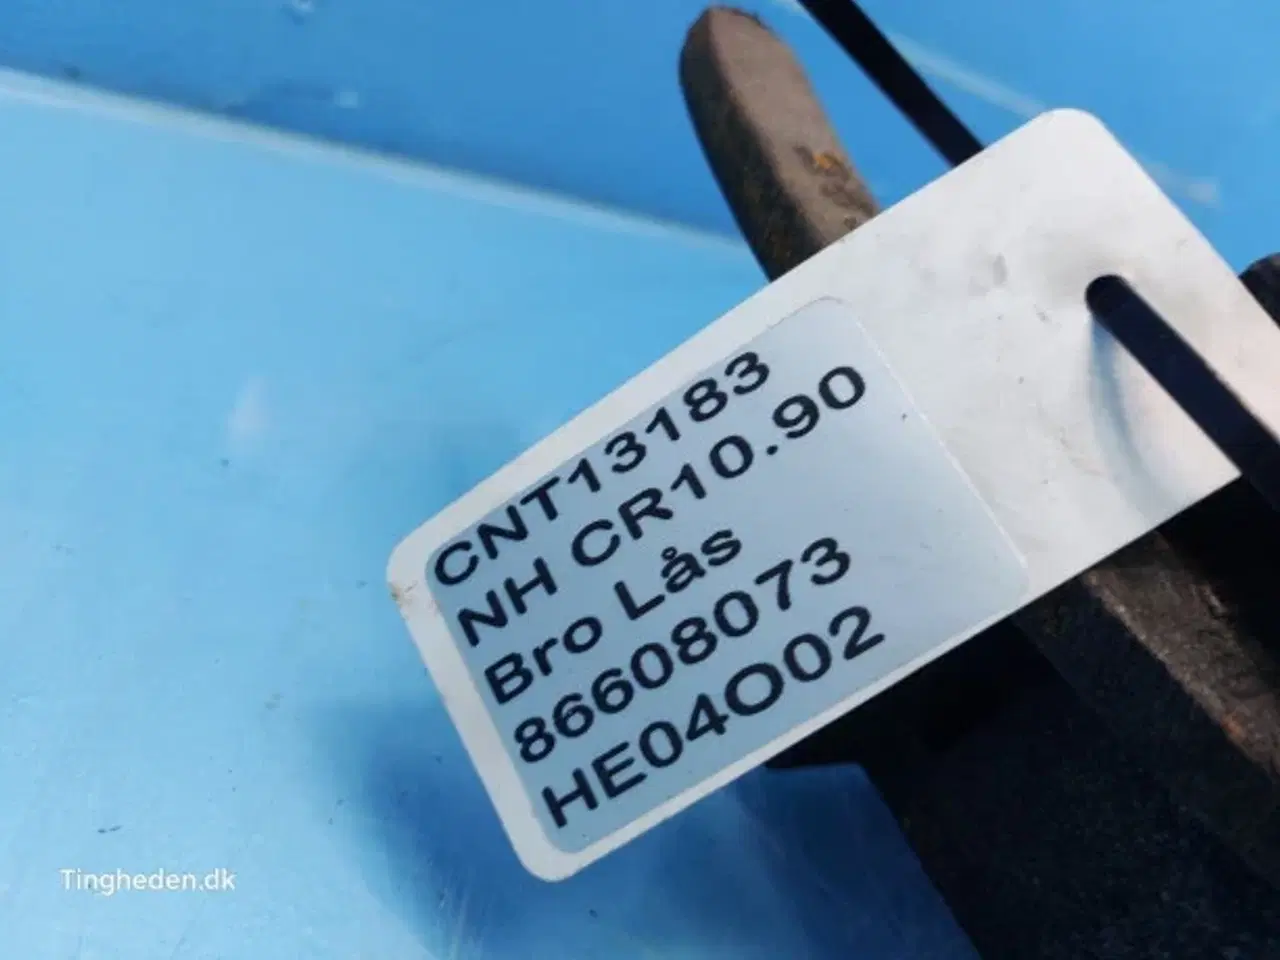 CNT13183
NH CR10.90
Bro Lås
86608073
HE04O02
Tingheden.dk